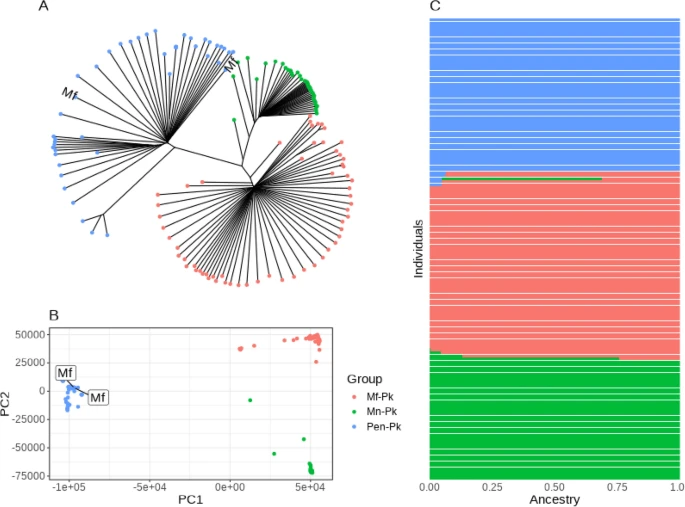 A
C
Mf
Mf
B
50000
25000
0
-25000
-50000
-75000
PC2
Mf
Mf
-1e+05
-5e+04
0e+00
5e+04
PC1
Group
Mf-Pk
Mn-Pk
Pen-Pk
Individuals
0.00
0.25
0.50
0.75
1.0
Ancestry